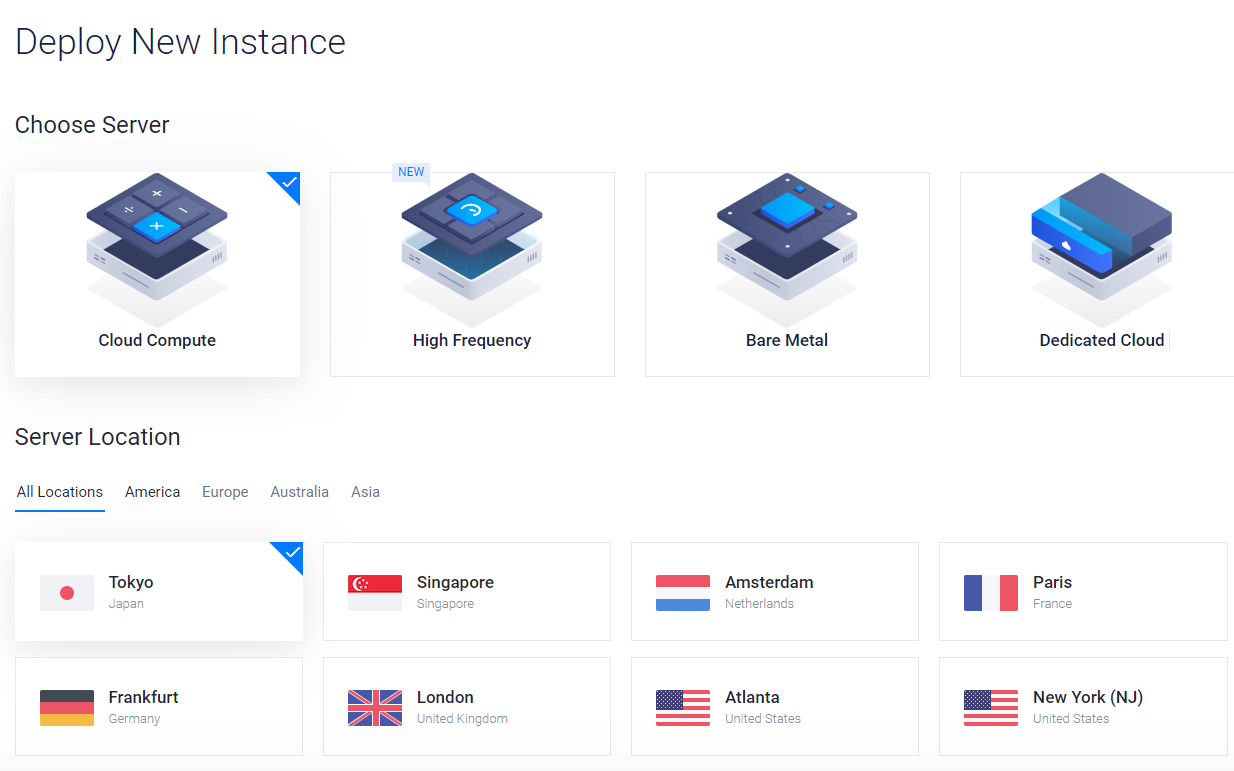 Deploy New Instance
Choose Server
NEW
Cloud Compute
High Frequency
Bare Metal
Dedicated Cloud
Server Location
All Locations America Europe Australia Asia
Tokyo
Japan
Singapore
Singapore
Amsterdam
Netherlands
Paris
France
Frankfurt
Germany
London
United Kingdom
Atlanta
United States
New York (NJ)
United States